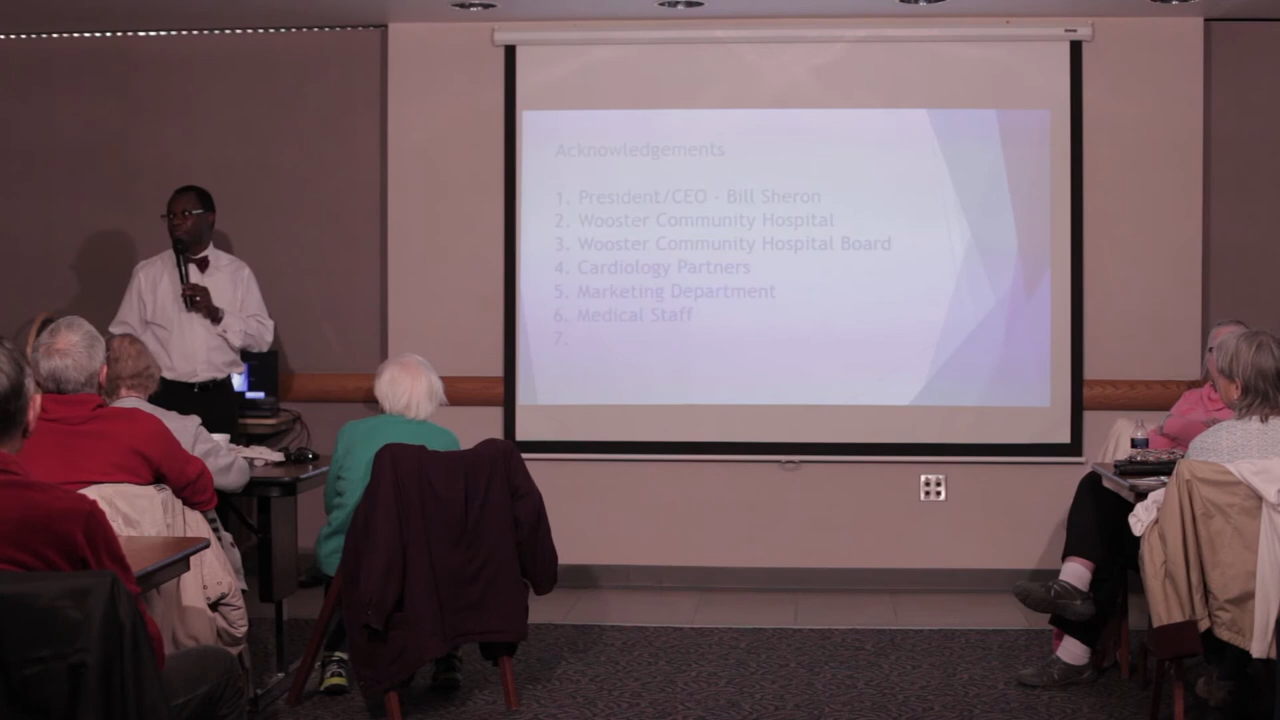 Acknowledgements
1. President/CEO - Bill Sheron
2. Wooster Community Hospital
3. Wooster Community Hospital Board
4. Cardiology Partners
5. Marketing Department
6. Medical Staff
7.